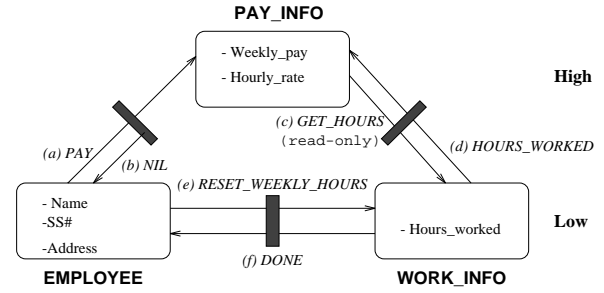 PAY_INFO
- Weekly_pay
- Hourly_rate
High
(a) PAY
(b) NIL
(c) GET_HOURS
(read-only)
(d) HOURS_WORKED
(e) RESET_WEEKLY_HOURS
- Name
-SS#
-Address
- Hours_worked
Low
(f) DONE
EMPLOYEE
WORK_INFO